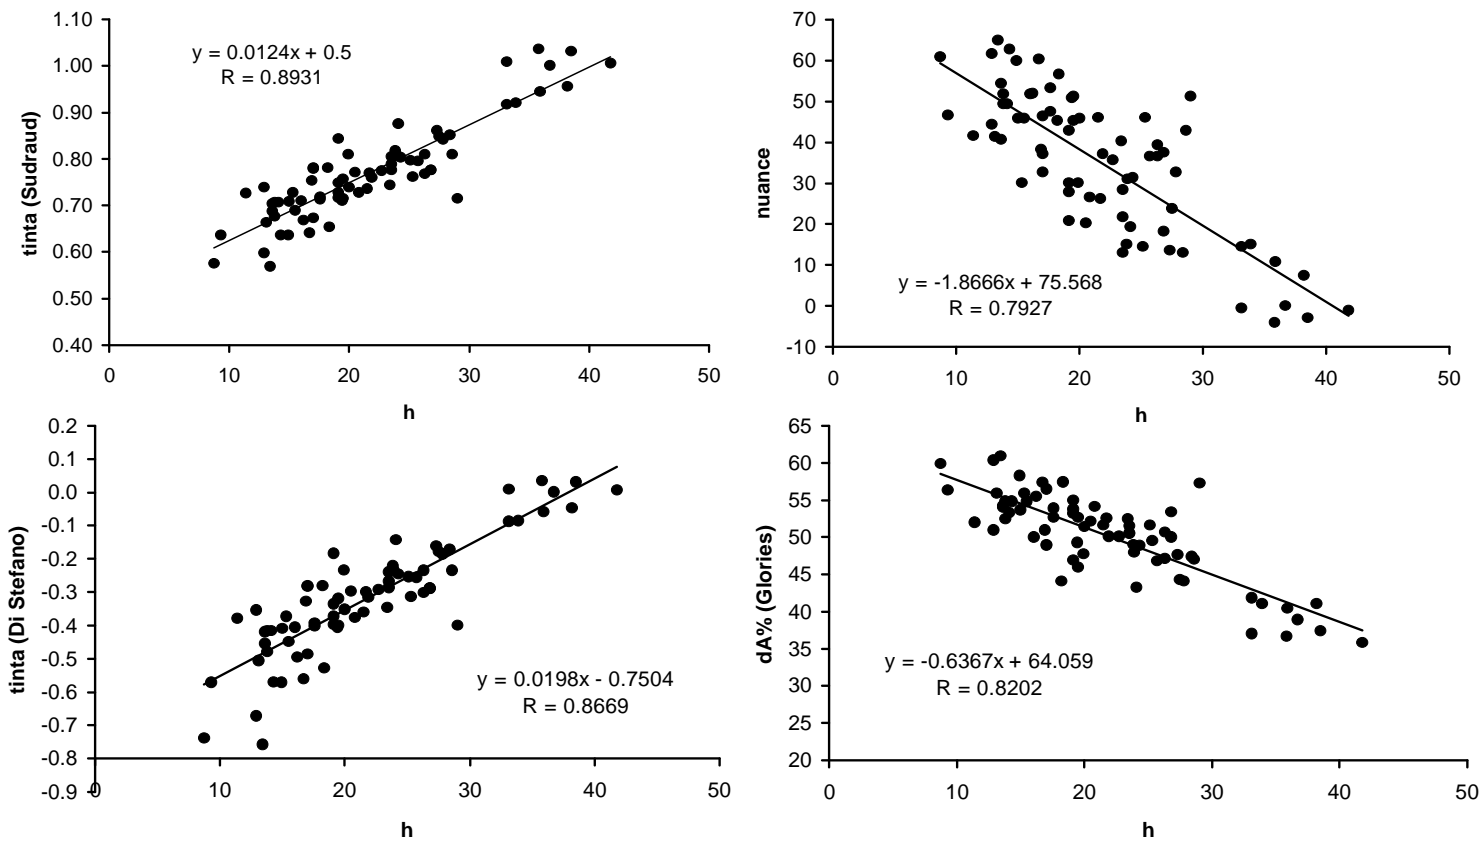 1.10
1.00
0.90
0.80
0.70
0.60
0.50
0.40
tinta (Sudraud)
y = 0.0124x + 0.5
R = 0.8931
0 10 20 30 40 50
h
70
60
50
40
30
20
10
0
-10
nuance
y = -1.8666x + 75.568
R = 0.7927
0 10 20 30 40 50
h
0.2
0.1
0.0
-0.1
-0.2
-0.3
-0.4
-0.5
-0.6
-0.7
-0.8
-0.9
tinta (Di Stefano)
y = 0.0198x - 0.7504
R = 0.8669
0 10 20 30 40 50
h
65
60
55
50
45
40
35
30
25
20
dA% (Glories)
y = -0.6367x + 64.059
R = 0.8202
0 10 20 30 40 50
h